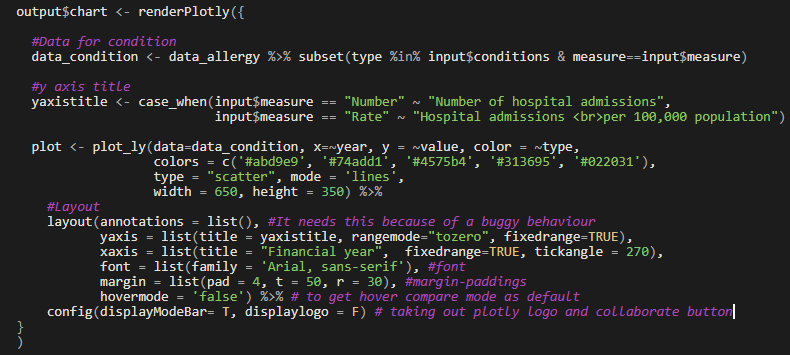 output$chart <- renderPlotly({
#Data for condition
data_condition <- data_allergy %>% subset(type %in% input$conditions & measure==input$measure)
#y axis title
yaxistitle <- case_when(input$measure == "Number" ~ "Number of hospital admissions",
input$measure == "Rate" ~ "Hospital admissions <br>per 100,000 population")
plot <- plot_ly(data=data_condition, x=~year, y = ~value, color = ~type,
colors = c('#abd9e9', '#74add1', '#4575b4', '#313695', '#022031'),
type = "scatter", mode = 'lines',
width = 650, height = 350) %>%
#Layout
layout(annotations = list(), #It needs this because of a buggy behaviour
yaxis = list(title = yaxistitle, rangemode="tozero", fixedrange=TRUE),
xaxis = list(title = "Financial year",  fixedrange=TRUE, tickangle = 270),
font = list(family = 'Arial, sans-serif'), #font
margin = list(pad = 4, t = 50, r = 30), #margin-paddings
hovermode = 'false') %>% # to get hover compare mode as default
config(displayModeBar= T, displaylogo = F) # taking out plotly logo and collaborate button
}
)